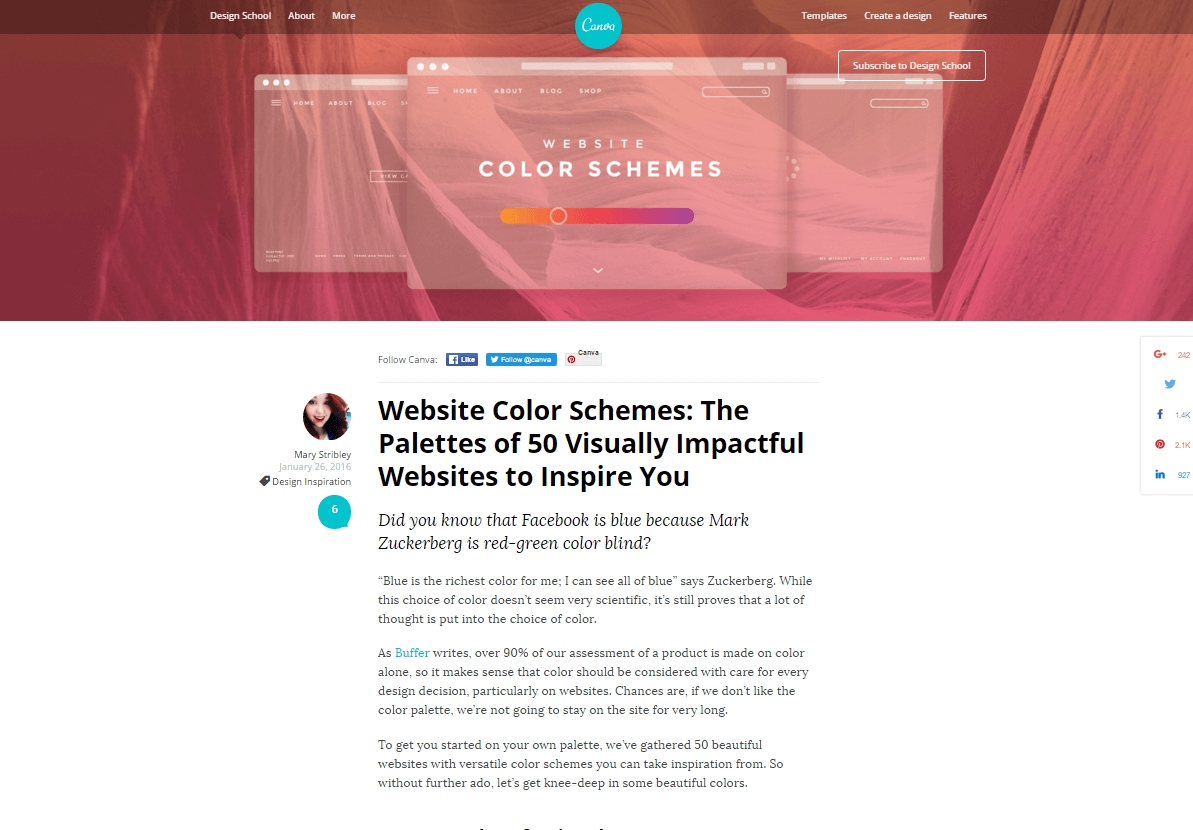 Design School About More
Canva
Templates Create a design Features
Subscribe to Design School
HOME ABOUT BLOG SHOP
HOME ABOUT BLOG
WEBSITE
COLOR SCHEMES
VIEW
NEWS PRESS TERMS AND PRIVACY
MY WISHLIST MY ACCOUNT
Follow Canva: Like Follow @canva Canva
G+ 242
1.4K
2.1K
in 927
Mary Stribley
January 26, 2016
Design Inspiration
6
Website Color Schemes: The
Palettes of 50 Visually Impactful
Websites to Inspire You
Did you know that Facebook is blue because Mark
Zuckerberg is red-green color blind?
“Blue is the richest color for me; I can see all of blue” says Zuckerberg. While
this choice of color doesn’t seem very scientific, it’s still proves that a lot of
thought is put into the choice of color.
As Buffer writes, over 90% of our assessment of a product is made on color
alone, so it makes sense that color should be considered with care for every
design decision, particularly on websites. Chances are, if we don’t like the
color palette, we’re not going to stay on the site for very long.
To get you started on your own palette, we’ve gathered 50 beautiful
websites with versatile color schemes you can take inspiration from. So
without further ado, let’s get knee-deep in some beautiful colors.